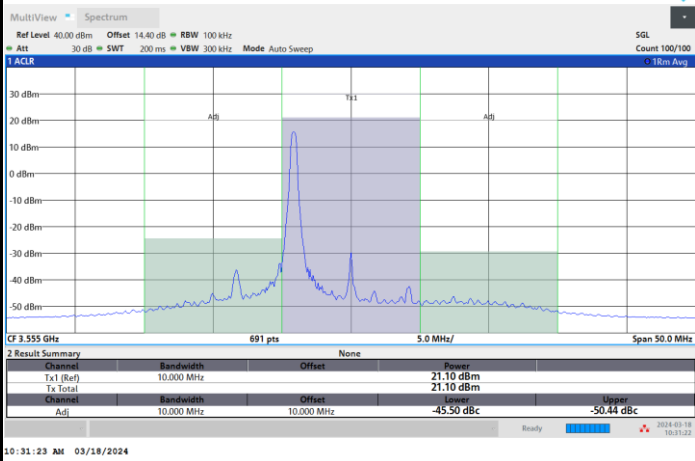 MultiView Spectrum
Ref Level 40.00 dBm Offset 14.40 dB RBW 100 kHz SGL
Att 30 dB SWT 200 ms VBW 300 kHz Mode Auto Sweep Count 100/100
1 ACLR 1Rm Avg
30 dBm
Tx1
20 dBm Adj Adj
10 dBm
0 dBm
-10 dBm
-20 dBm
-30 dBm
-40 dBm
-50 dBm
CF 3.555 GHz 691 pts 5.0 MHz/ Span 50.0 MHz
2 Result Summary None
Channel Bandwidth Offset Power
Tx1 (Ref) 10.000 MHz 21.10 dBm
Tx Total 21.10 dBm
Channel Bandwidth Offset Lower Upper
Adj 10.000 MHz 10.000 MHz -45.50 dBc -50.44 dBc
Ready 2024-03-18
10:31:22
10:31:23 AM 03/18/2024